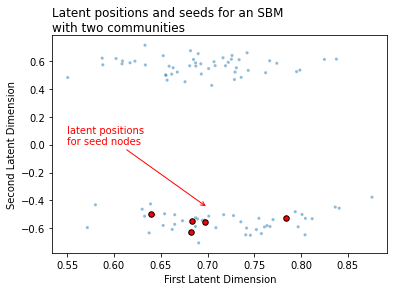 Latent positions and seeds for an SBM
with two communities
Second Latent Dimension
0.6
0.4
0.2
0.0
−0.2
−0.4
−0.6
latent positions
for seed nodes
0.55
0.60
0.65
0.70
0.75
0.80
0.85
First Latent Dimension